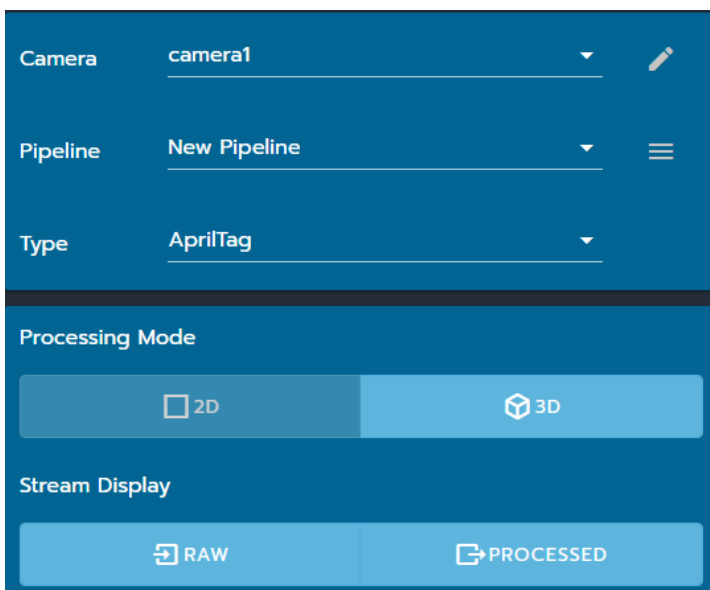 Camera camera1
Pipeline New Pipeline
Type AprilTag
Processing Mode
2D 3D
Stream Display
RAW PROCESSED